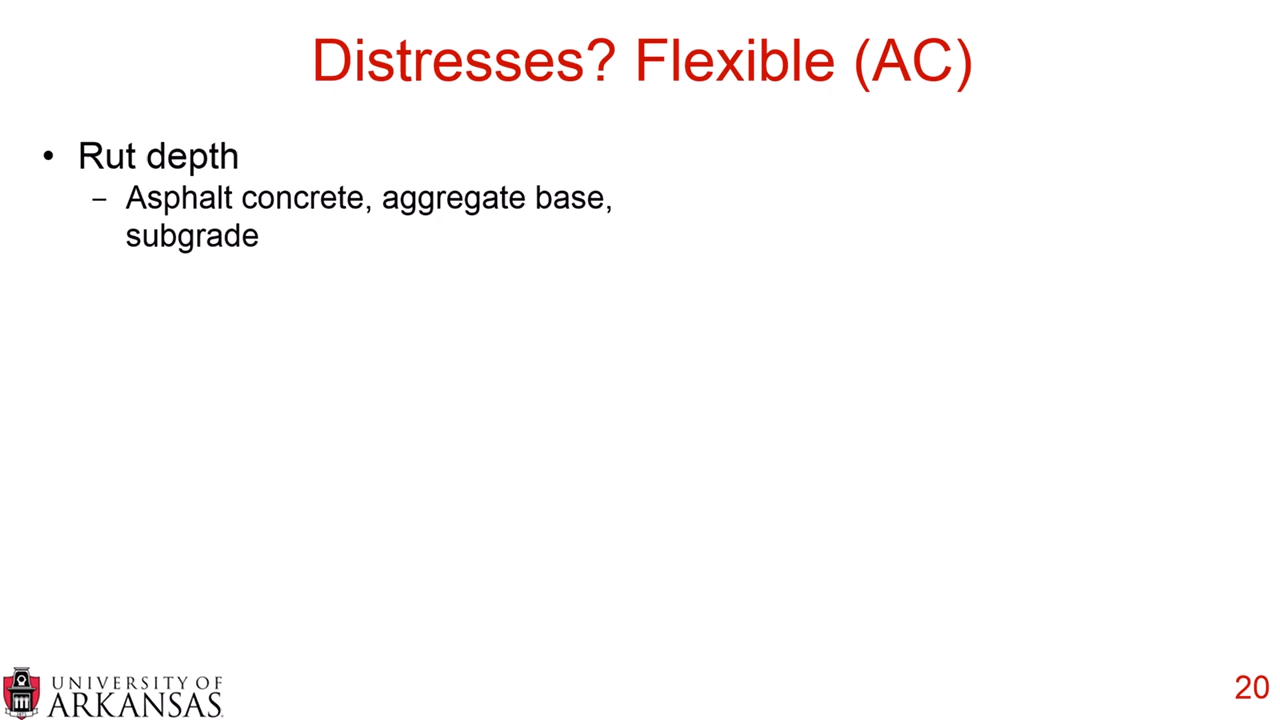 Distresses? Flexible (AC)
• Rut depth
– Asphalt concrete, aggregate base,
subgrade
UNIVERSITY OF
ARKANSAS
20